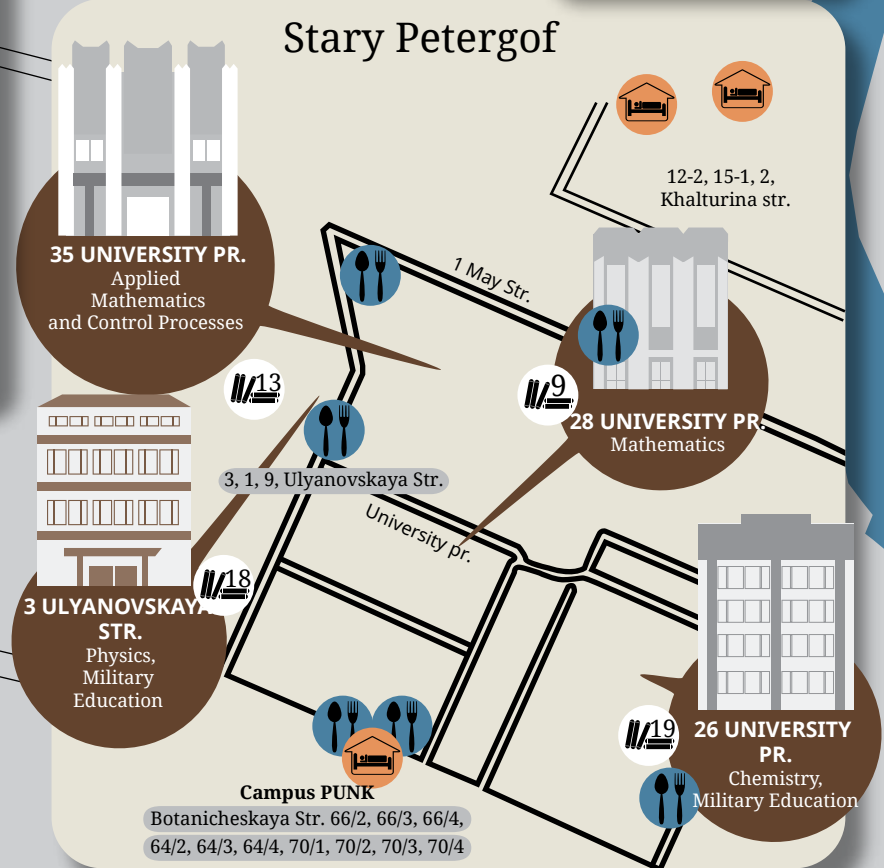 Stary Petergof
12-2, 15-1, 2,
Khalturina str.
35 UNIVERSITY PR.
Applied
Mathematics
and Control Processes
1 May Str.
13
9
28 UNIVERSITY PR.
Mathematics
3, 1, 9, Ulyanovskaya Str.
University pr.
18
3 ULYANOVSKAYA
STR.
Physics,
Military
Education
19
26 UNIVERSITY
PR.
Chemistry,
Military Education
Campus PUNK
Botanicheskaya Str. 66/2, 66/3, 66/4,
64/2, 64/3, 64/4, 70/1, 70/2, 70/3, 70/4